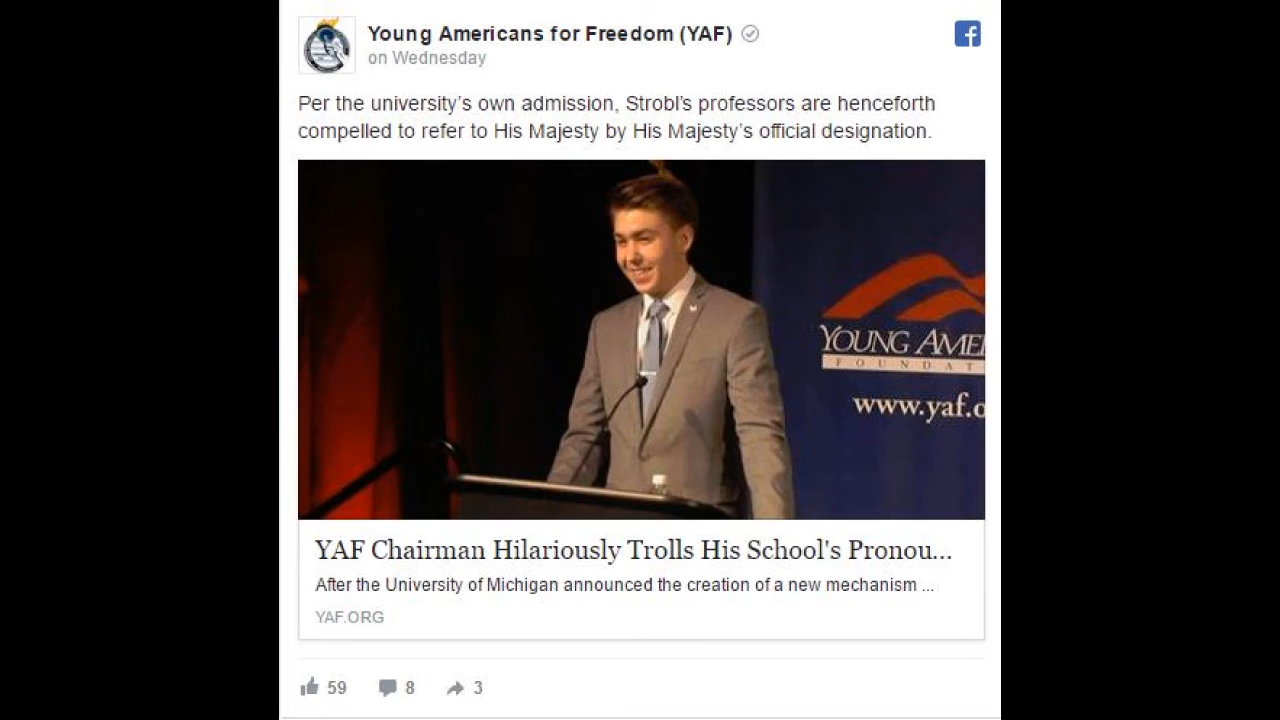 Young Americans for Freedom (YAF)
on Wednesday
Per the university's own admission, Strobl's professors are henceforth
compelled to refer to His Majesty by His Majesty's official designation.
YOUNG AMEI
FOUNDAT
www.yaf.o
YAF Chairman Hilariously Trolls His School's Pronou...
After the University of Michigan announced the creation of a new mechanism ...
YAF.ORG
59 8 3